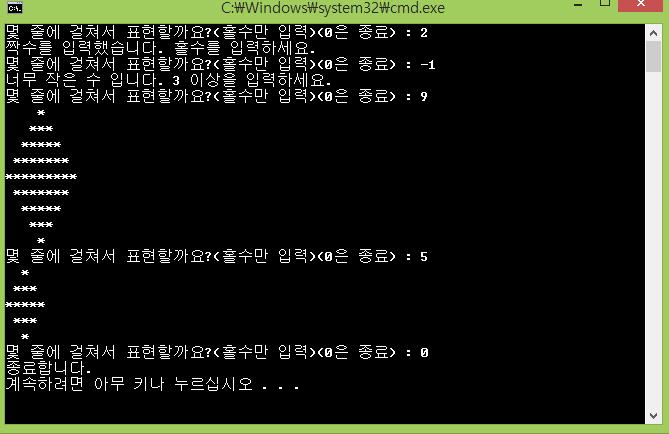 C:₩Windows₩system32₩cmd.exe
몇 줄에 걸쳐서 표현할까요?(홀수만 입력)(0은 종료) : 2
짝수를 입력했습니다. 홀수를 입력하세요.
몇 줄에 걸쳐서 표현할까요?(홀수만 입력)(0은 종료) : -1
너무 작은 수 입니다. 3 이상을 입력하세요.
몇 줄에 걸쳐서 표현할까요?(홀수만 입력)(0은 종료) : 9
    *
   ***
  *****
 *******
*********
 *******
  *****
   ***
    *
몇 줄에 걸쳐서 표현할까요?(홀수만 입력)(0은 종료) : 5
  *
 ***
*****
 ***
  *
몇 줄에 걸쳐서 표현할까요?(홀수만 입력)(0은 종료) : 0
종료합니다.
계속하려면 아무 키나 누르십시오 . . .